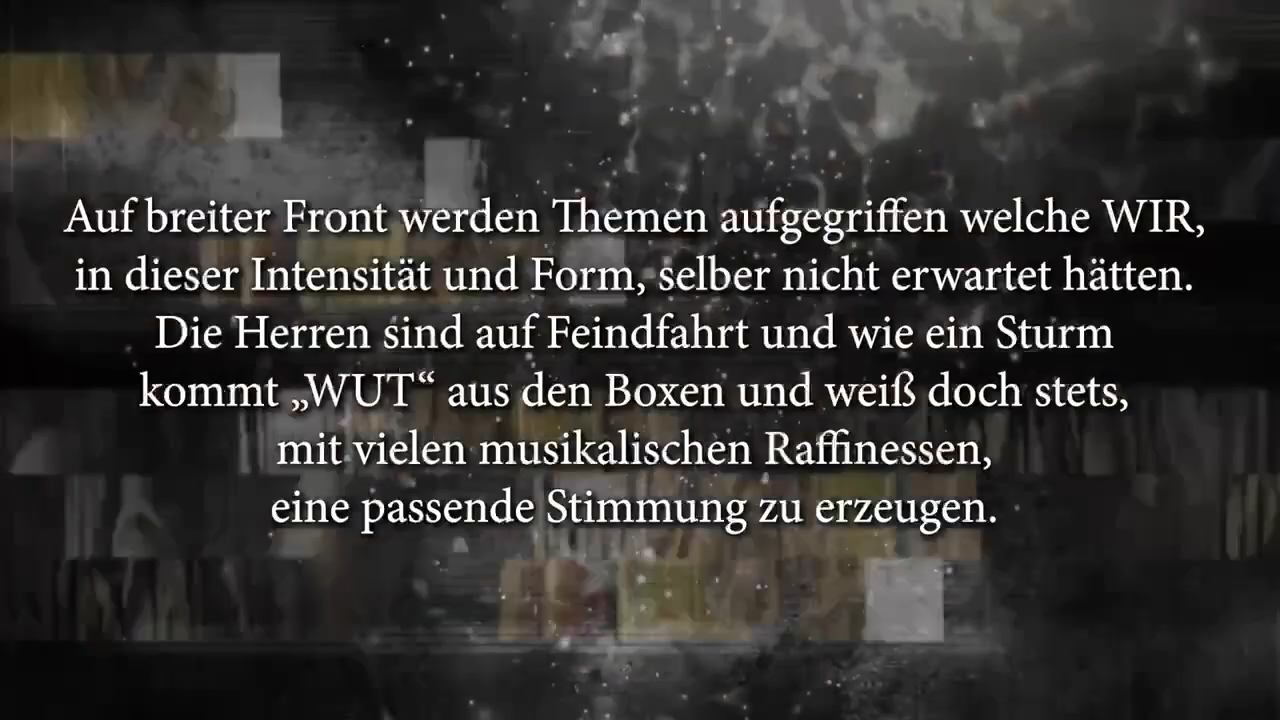 Auf breiter Front werden Themen aufgegriffen welche WIR,
in dieser Intensität und Form, selber nicht erwartet hätten.
Die Herren sind auf Feindfahrt und wie ein Sturm
kommt „WUT“ aus den Boxen und weiß doch stets,
mit vielen musikalischen Raffinessen,
eine passende Stimmung zu erzeugen.